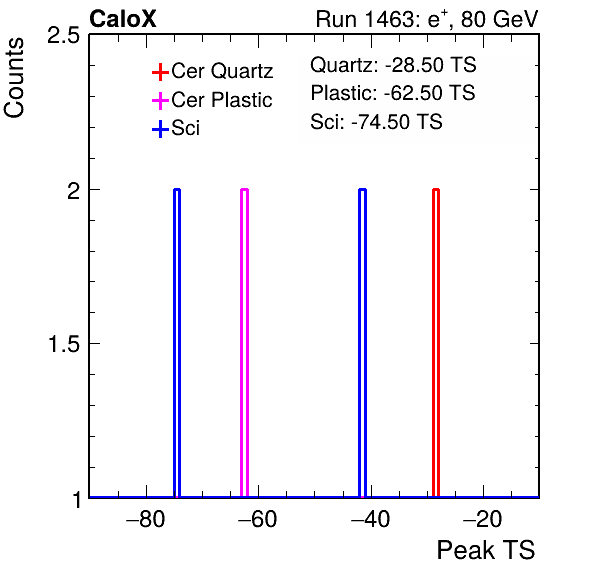 CaloX Run 1463: e⁺, 80 GeV
Counts
2.5
2
1.5
1
Cer Quartz
Cer Plastic
Sci
Quartz: -28.50 TS
Plastic: -62.50 TS
Sci: -74.50 TS
−80 −60 −40 −20
Peak TS